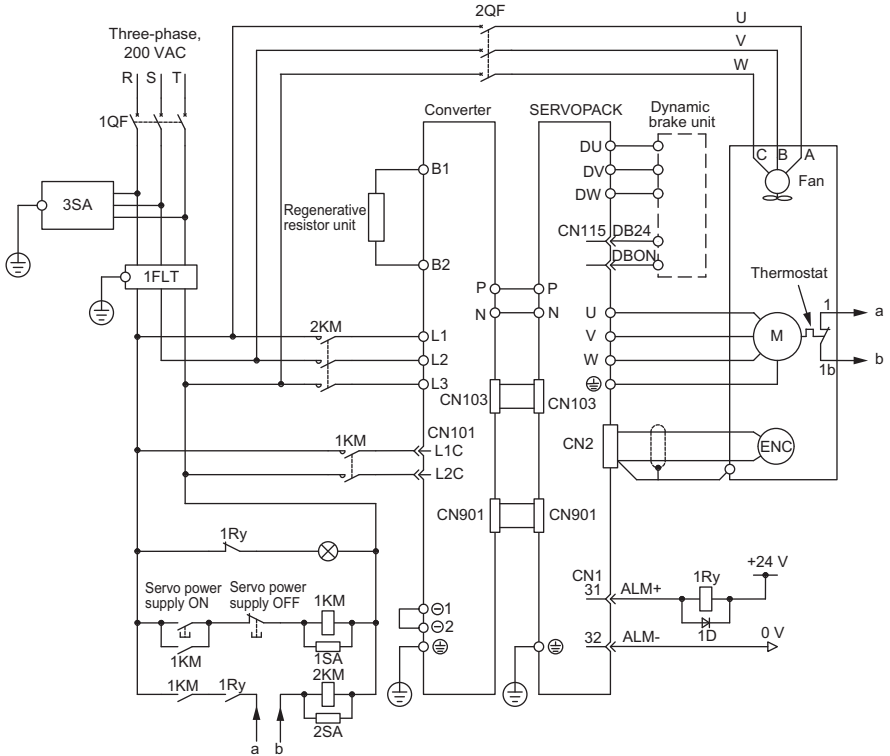 2QF
U
V
W
Three-phase,
200 VAC
R S T
1QF
3SA
1FLT
Converter
SERVOPACK
Dynamic
brake unit
B1
Regenerative
resistor unit
B2
DU
DV
DW
CN115 DB24
DBON
C B A
Fan
P P
N N
Thermostat
2KM
L1
L2
L3
U
V
W
M
1
a
1b
b
CN103
CN103
CN101
1KM
L1C
L2C
CN2
ENC
CN901
CN901
1Ry
Servo power
supply ON
Servo power
supply OFF
1KM
1KM
1SA
⊖1
⊖2
CN1
31 ALM+
1Ry
1D
+24 V
32 ALM-
0 V
1KM 1Ry
2KM
2SA
a b